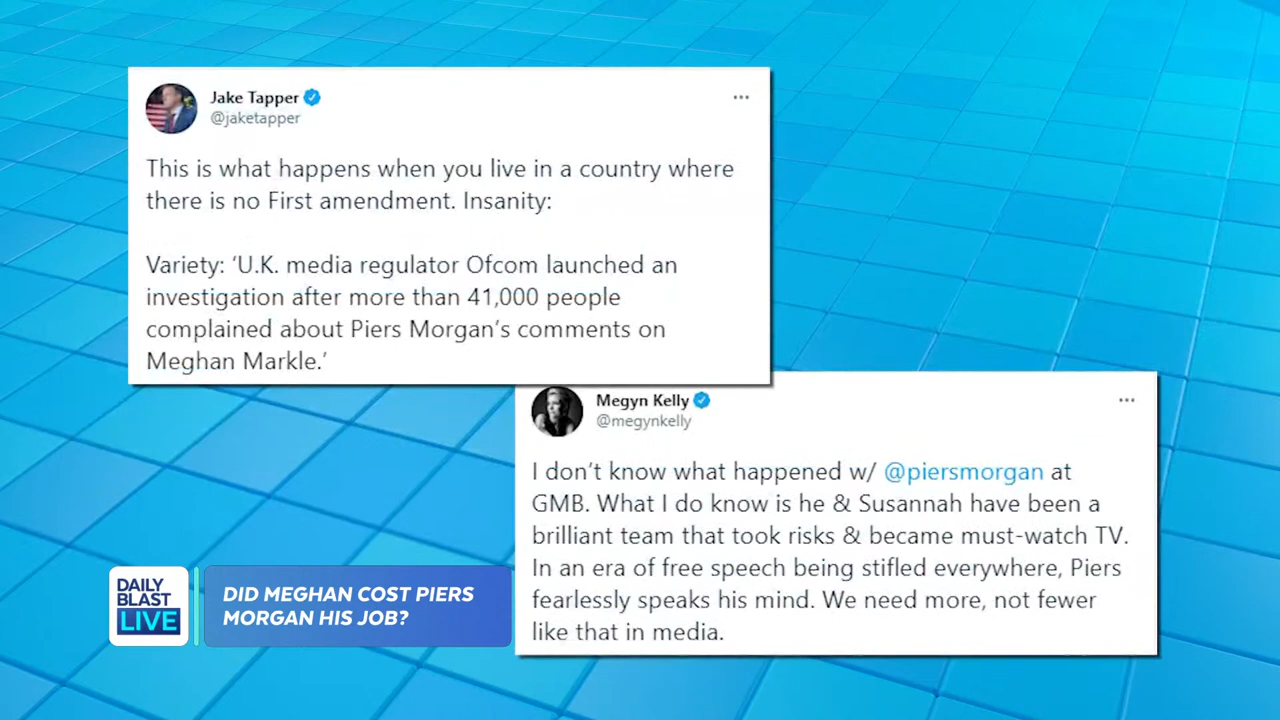 Jake Tapper
@jaketapper
This is what happens when you live in a country where
there is no First amendment. Insanity:
Variety: ‘U.K. media regulator Ofcom launched an
investigation after more than 41,000 people
complained about Piers Morgan’s comments on
Meghan Markle.’
Megyn Kelly
@megynkelly
I don’t know what happened w/ @piersmorgan at
GMB. What I do know is he & Susannah have been a
brilliant team that took risks & became must-watch TV.
In an era of free speech being stifled everywhere, Piers
fearlessly speaks his mind. We need more, not fewer
like that in media.
DAILY
BLAST
LIVE
DID MEGHAN COST PIERS
MORGAN HIS JOB?